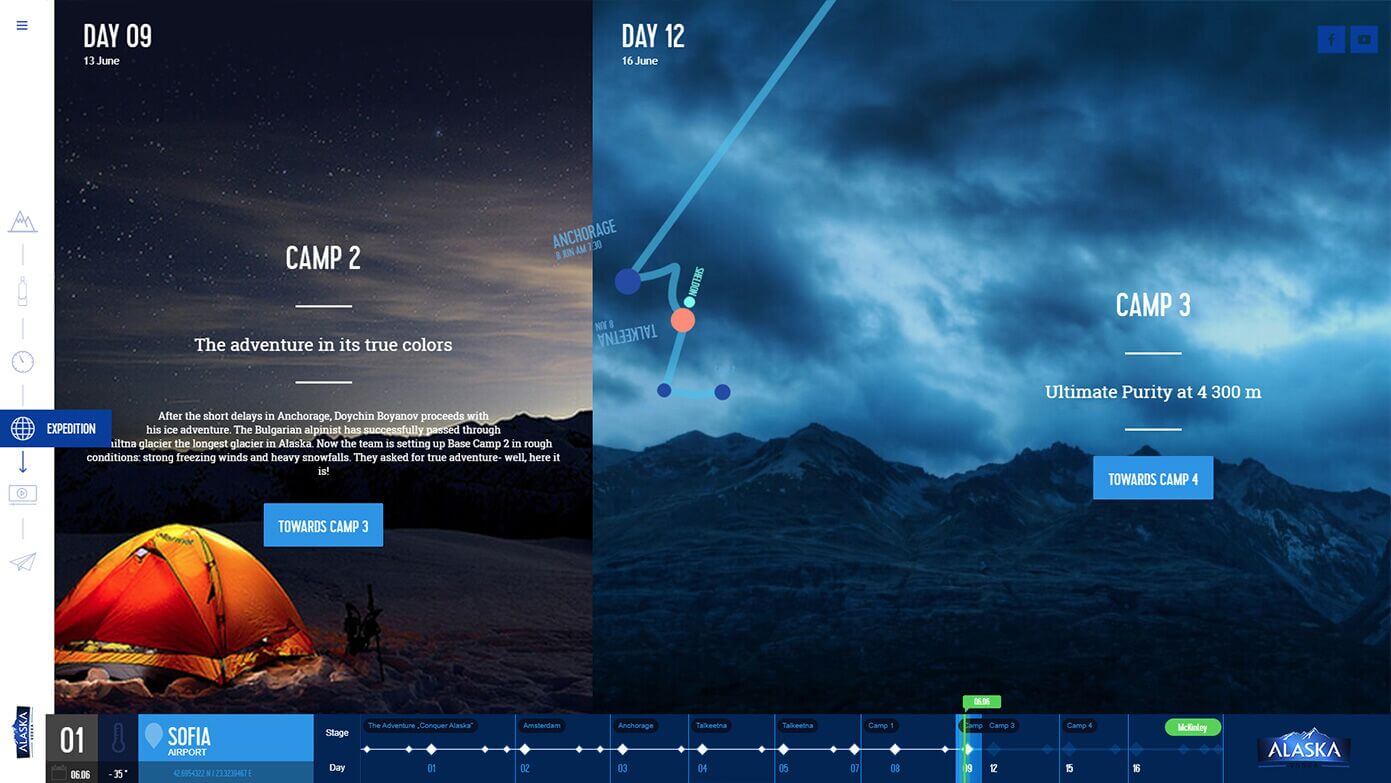 DAY 09
13 June
CAMP 2
The adventure in its true colors
After the short delays in Anchorage, Doychin Boyanov proceeds with
his ice adventure. The Bulgarian alpinist has successfully passed through
iltna glacier the longest glacier in Alaska. Now the team is setting up Base Camp 2 in rough
conditions: strong freezing winds and heavy snowfalls. They asked for true adventure- well, here it
is!
TOWARDS CAMP 3
EXPEDITION
Marmot
DAY 12
16 June
ANCHORAGE
8 JUN AM 7:30
SHELDON
TALKEETNA
8 JUN
CAMP 3
Ultimate Purity at 4 300 m
TOWARDS CAMP 4
ALASKA
01
06.06
- 35 °
SOFIA
AIRPORT
42.6954322 N / 23.3239467 E
Stage
The Adventure „Conquer Alaska"
Amsterdam
Anchorage
Talkeetna
Talkeetna
Camp 1
Camp
Camp 3
Camp 4
McKinley
06.06
Day
01
02
03
04
05
07
08
09
12
15
16
ALASKA